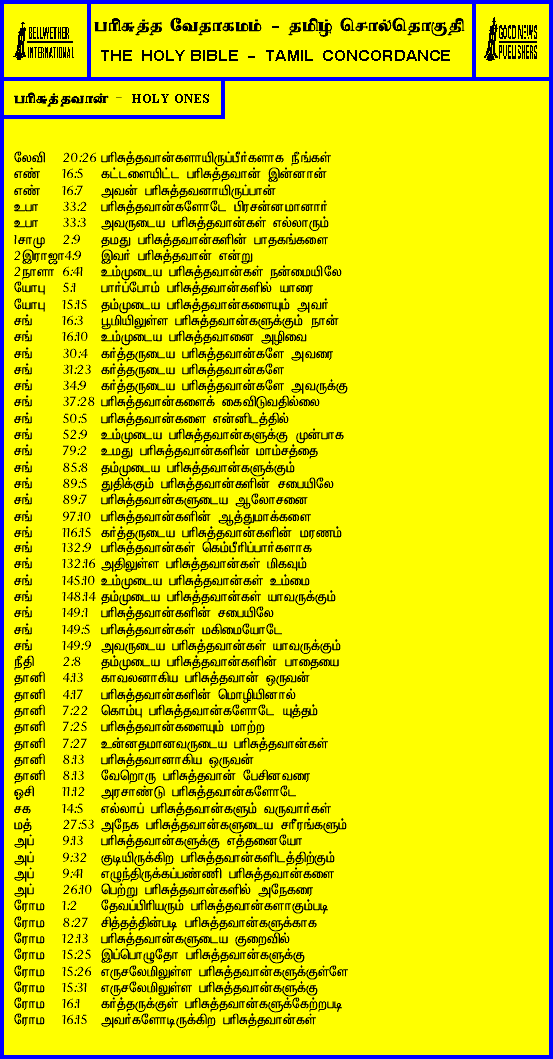 BELLWETHER
INTERNATIONAL
பரிசுத்த வேதாகமம் - தமிழ் சொல்தொகுதி
THE HOLY BIBLE - TAMIL CONCORDANCE
GOOD NEWS
PUBLISHERS
பரிசுத்தவான் - HOLY ONES
லேவி 20:26 பரிசுத்தவான்களாயிருப்பீர்களாக நீங்கள்
எண் 16:5 கட்டளையிட்ட பரிசுத்தவான் இன்னான்
எண் 16:7 அவன் பரிசுத்தவனாயிருப்பான்
உபா 33:2 பரிசுத்தவான்களோடே பிரசன்னமானார்
உபா 33:3 அவருடைய பரிசுத்தவான்கள் எல்லாரும்
1சாமு 2:9 தமது பரிசுத்தவான்களின் பாதகங்களை
2இராஜா 4:9 இவர் பரிசுத்தவான் என்று
2நாளா 6:41 உம்முடைய பரிசுத்தவான்கள் நன்மையிலே
யோபு 5:1 பார்ப்போம் பரிசுத்தவான்களில் யாரை
யோபு 15:15 தம்முடைய பரிசுத்தவான்களையும் அவர்
சங் 16:3 பூமியிலுள்ள பரிசுத்தவான்களுக்கும் நான்
சங் 16:10 உம்முடைய பரிசுத்தவானை அழிவை
சங் 30:4 கர்த்தருடைய பரிசுத்தவான்களே அவரை
சங் 31:23 கர்த்தருடைய பரிசுத்தவான்களே
சங் 34:9 கர்த்தருடைய பரிசுத்தவான்களே அவருக்கு
சங் 37:28 பரிசுத்தவான்களைக் கைவிடுவதில்லை
சங் 50:5 பரிசுத்தவான்களை என்னிடத்தில்
சங் 52:9 உம்முடைய பரிசுத்தவான்களுக்கு முன்பாக
சங் 79:2 உமது பரிசுத்தவான்களின் மாம்சத்தை
சங் 85:8 தம்முடைய பரிசுத்தவான்களுக்கும்
சங் 89:5 துதிக்கும் பரிசுத்தவான்களின் சபையிலே
சங் 89:7 பரிசுத்தவான்களுடைய ஆலோசனை
சங் 97:10 பரிசுத்தவான்களின் ஆத்துமாக்களை
சங் 116:15 கர்த்தருடைய பரிசுத்தவான்களின் மரணம்
சங் 132:9 பரிசுத்தவான்கள் கெம்பீரிப்பார்களாக
சங் 132:16 அதிலுள்ள பரிசுத்தவான்கள் மிகவும்
சங் 145:10 உம்முடைய பரிசுத்தவான்கள் உம்மை
சங் 148:14 தம்முடைய பரிசுத்தவான்கள் யாவருக்கும்
சங் 149:1 பரிசுத்தவான்களின் சபையிலே
சங் 149:5 பரிசுத்தவான்கள் மகிமையோடே
சங் 149:9 அவருடைய பரிசுத்தவான்கள் யாவருக்கும்
நீதி 2:8 தம்முடைய பரிசுத்தவான்களின் பாதையை
தானி 4:13 காவலனாகிய பரிசுத்தவான் ஒருவன்
தானி 4:17 பரிசுத்தவான்களின் மொழியினால்
தானி 7:22 கொம்பு பரிசுத்தவான்களோடே யுத்தம்
தானி 7:25 பரிசுத்தவான்களையும் மாற்ற
தானி 7:27 உன்னதமானவருடைய பரிசுத்தவான்கள்
தானி 8:13 பரிசுத்தவானாகிய ஒருவன்
தானி 8:13 வேறொரு பரிசுத்தவான் பேசினவரை
ஓசி 11:12 அரசாண்டு பரிசுத்தவான்களோடே
சக 14:5 எல்லாப் பரிசுத்தவான்களும் வருவார்கள்
மத் 27:53 அநேக பரிசுத்தவான்களுடைய சரீரங்களும்
அப் 9:13 பரிசுத்தவான்களுக்கு எத்தனையோ
அப் 9:32 குடியிருக்கிற பரிசுத்தவான்களிடத்திற்கும்
அப் 9:41 எழுந்திருக்கப்பண்ணி பரிசுத்தவான்களை
அப் 26:10 பெற்று பரிசுத்தவான்களில் அநேகரை
ரோம 1:2 தேவப்பிரியரும் பரிசுத்தவான்களாகும்படி
ரோம 8:27 சித்தத்தின்படி பரிசுத்தவான்களுக்காக
ரோம 12:13 பரிசுத்தவான்களுடைய குறைவில்
ரோம 15:25 இப்பொழுதோ பரிசுத்தவான்களுக்கு
ரோம 15:26 எருசலேமிலுள்ள பரிசுத்தவான்களுக்குள்ளே
ரோம 15:31 எருசலேமிலுள்ள பரிசுத்தவான்களுக்கு
ரோம 16:1 கர்த்தருக்குள் பரிசுத்தவான்களுக்கேற்றபடி
ரோம 16:15 அவர்களோடிருக்கிற பரிசுத்தவான்கள்